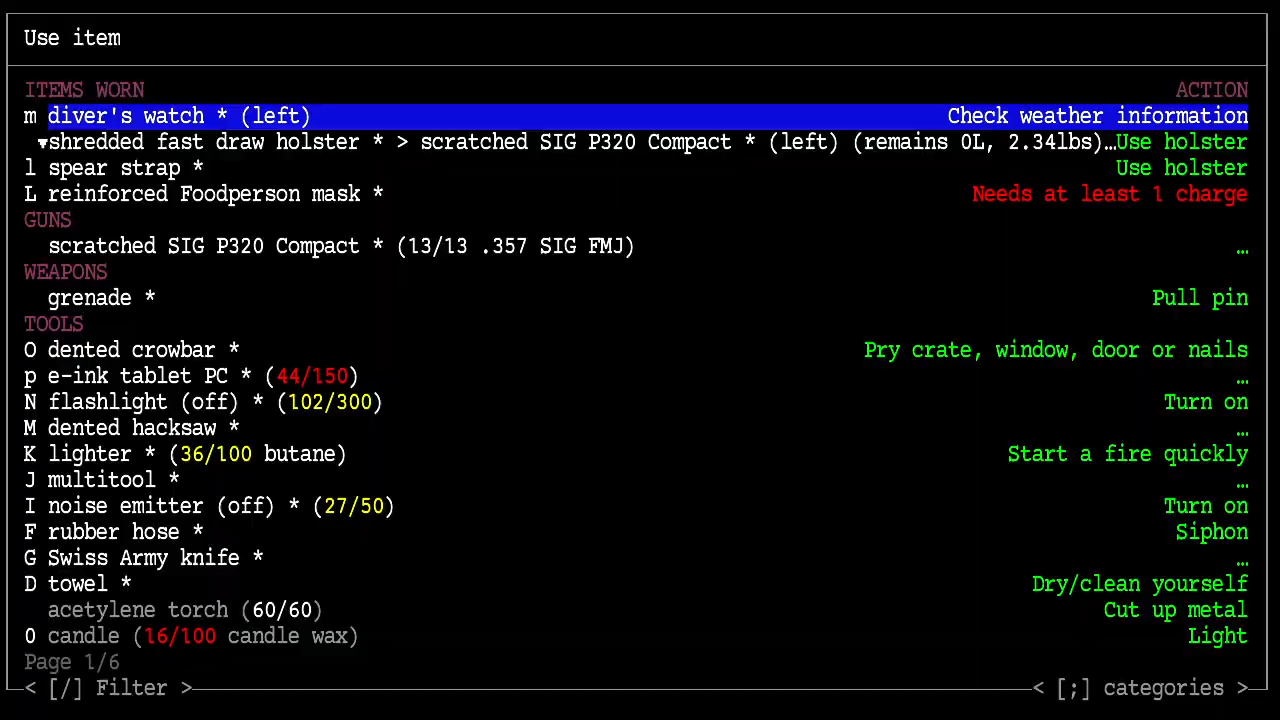 Use item
ITEMS WORN ACTION
m diver's watch * (left) Check weather information
▾shredded fast draw holster * > scratched SIG P320 Compact * (left) (remains 0L, 2.34lbs)…Use holster
l spear strap * Use holster
L reinforced Foodperson mask * Needs at least 1 charge
GUNS
scratched SIG P320 Compact * (13/13 .357 SIG FMJ) …
WEAPONS
grenade * Pull pin
TOOLS
O dented crowbar * Pry crate, window, door or nails
p e-ink tablet PC * (44/150) …
N flashlight (off) * (102/300) Turn on
M dented hacksaw * …
K lighter * (36/100 butane) Start a fire quickly
J multitool * …
I noise emitter (off) * (27/50) Turn on
F rubber hose * Siphon
G Swiss Army knife * …
D towel * Dry/clean yourself
acetylene torch (60/60) Cut up metal
0 candle (16/100 candle wax) Light
Page 1/6
< [/] Filter > < [;] categories >